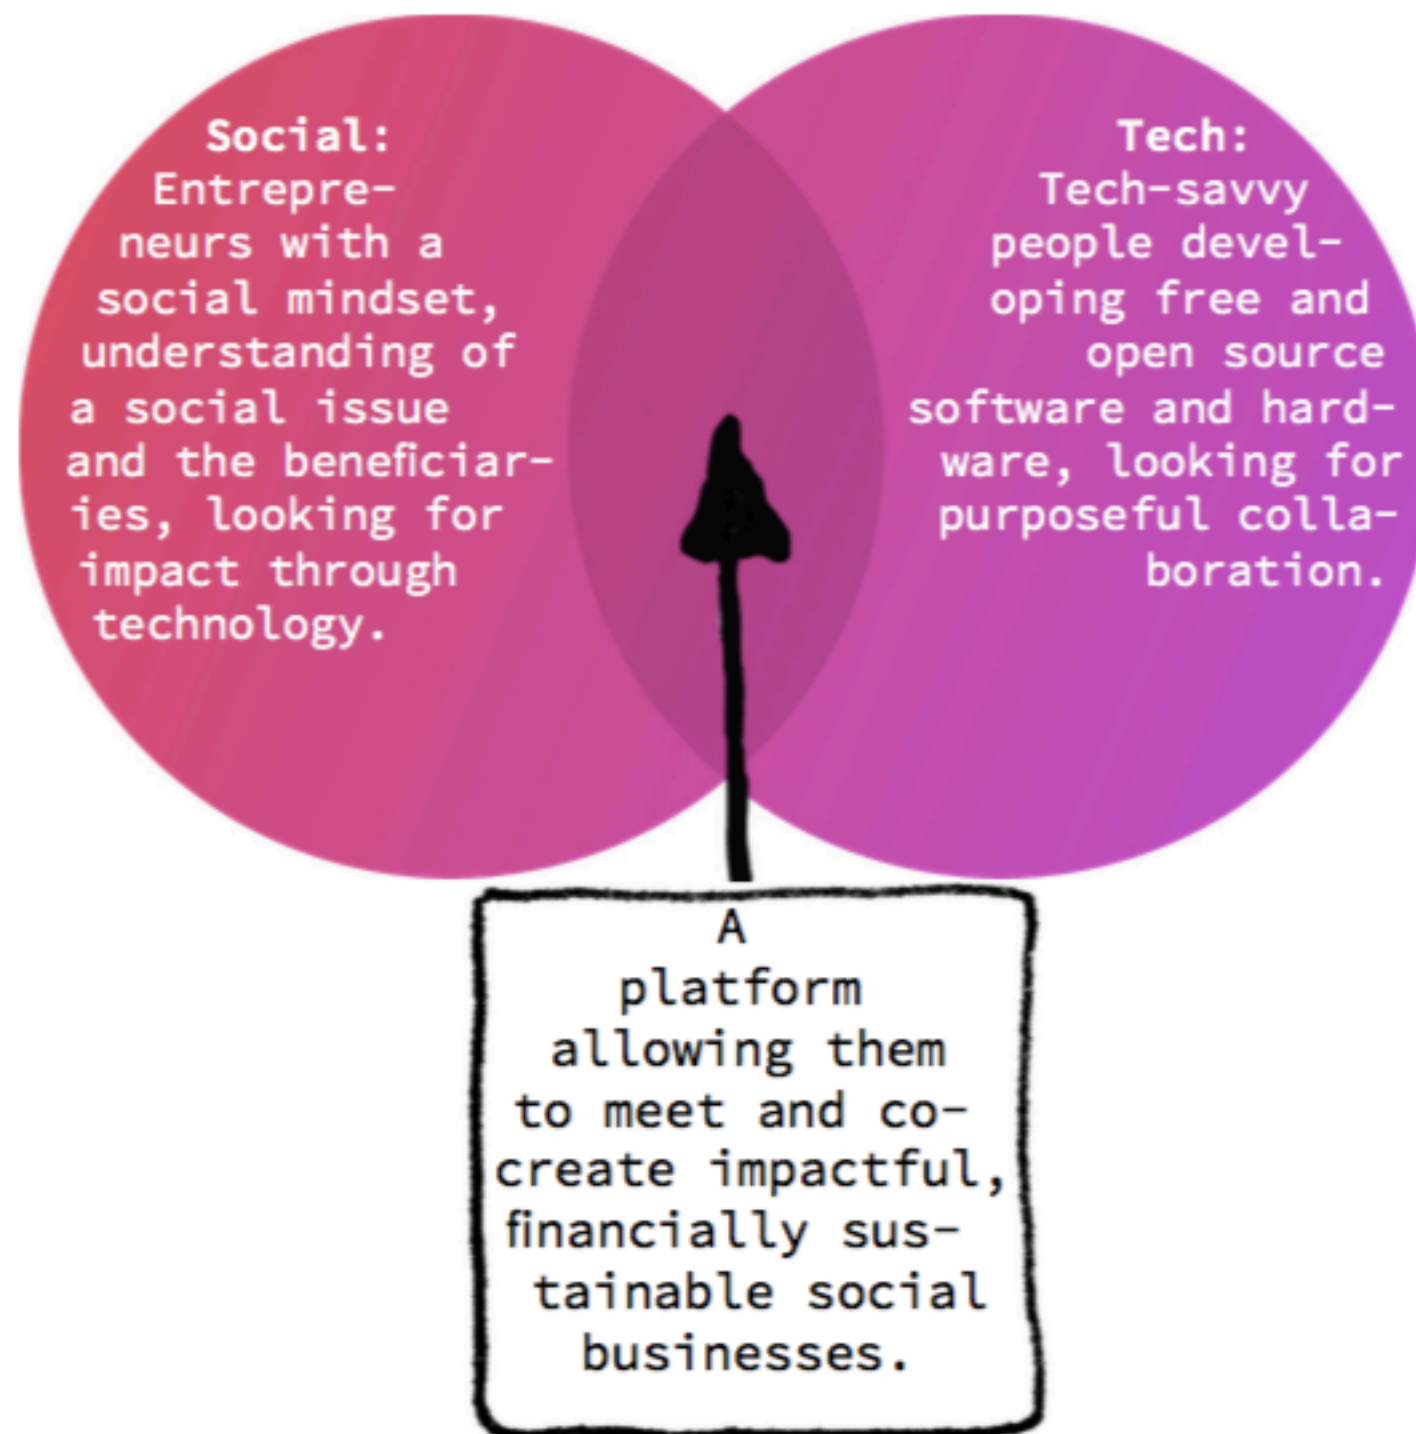 Social:
Entrepre-
neurs with a
social mindset,
understanding of
a social issue
and the beneficiar-
ies, looking for
impact through
technology.
Tech:
Tech-savvy
people devel-
oping free and
open source
software and hard-
ware, looking for
purposeful colla-
boration.
A
platform
allowing them
to meet and co-
create impactful,
financially sus-
tainable social
businesses.